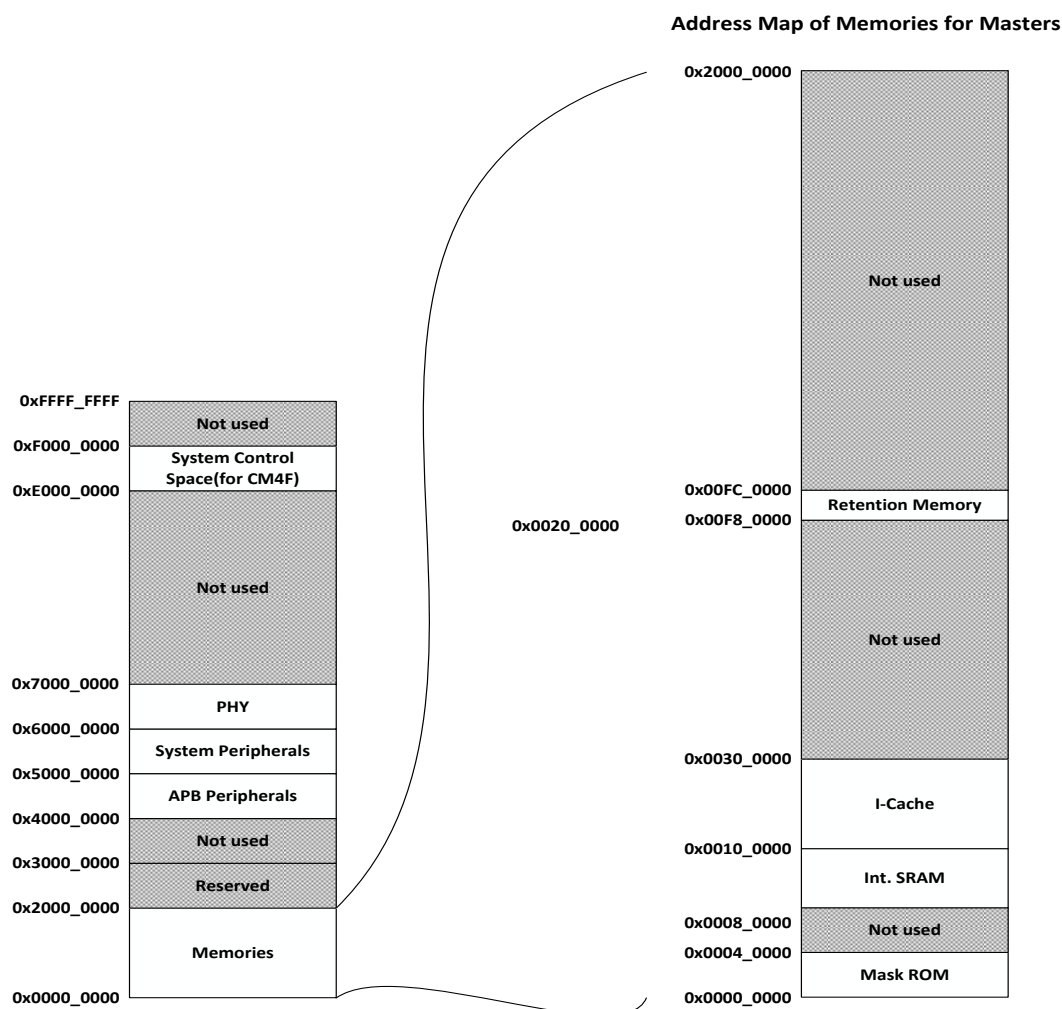 Address Map of Memories for Masters
0x2000_0000
Not used
0x00FC_0000
Retention Memory
0x00F8_0000
Not used
0x0030_0000
I-Cache
0x0010_0000
Int. SRAM
0x0008_0000
Not used
0x0004_0000
Mask ROM
0x0000_0000
0x0020_0000
0xFFFF_FFFF
Not used
0xF000_0000
System Control
Space(for CM4F)
0xE000_0000
Not used
0x7000_0000
PHY
0x6000_0000
System Peripherals
0x5000_0000
APB Peripherals
0x4000_0000
Not used
0x3000_0000
Reserved
0x2000_0000
Memories
0x0000_0000